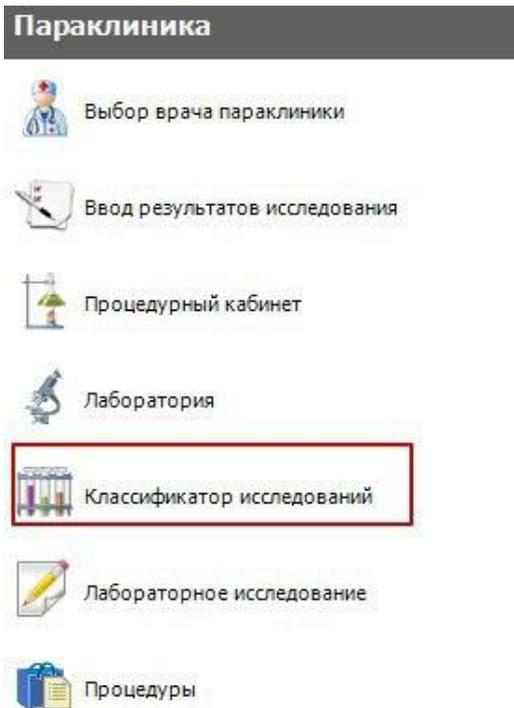 Параклиника
Выбор врача параклиники
Ввод результатов исследования
Процедурный кабинет
Лаборатория
Классификатор исследований
Лабораторное исследование
Процедуры